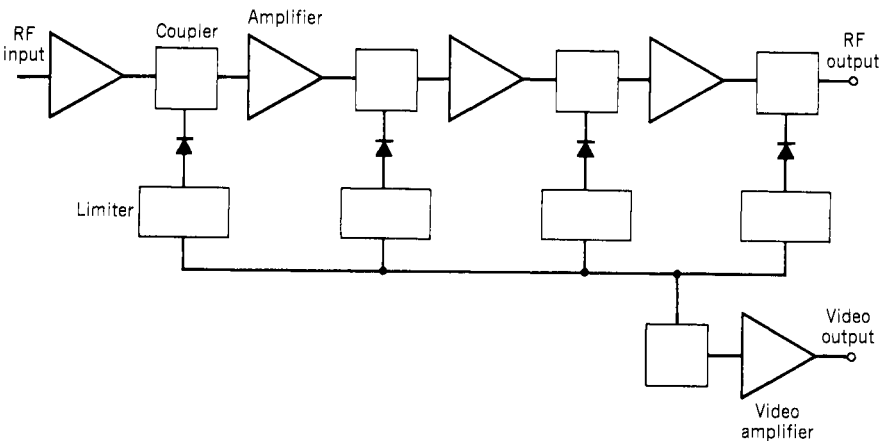 RF
input
Coupler
Amplifier
RF
output
Limiter
Video
output
Video
amplifier